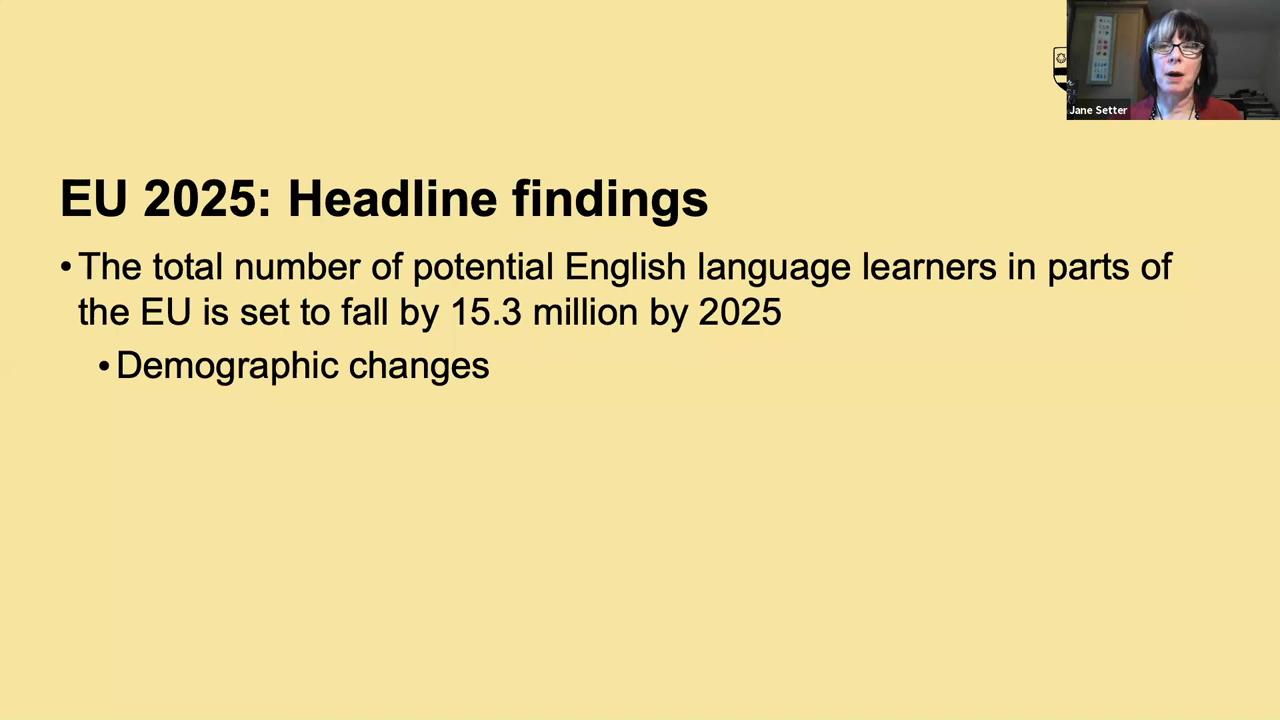 Jane Setter
EU 2025: Headline findings
• The total number of potential English language learners in parts of
the EU is set to fall by 15.3 million by 2025
• Demographic changes